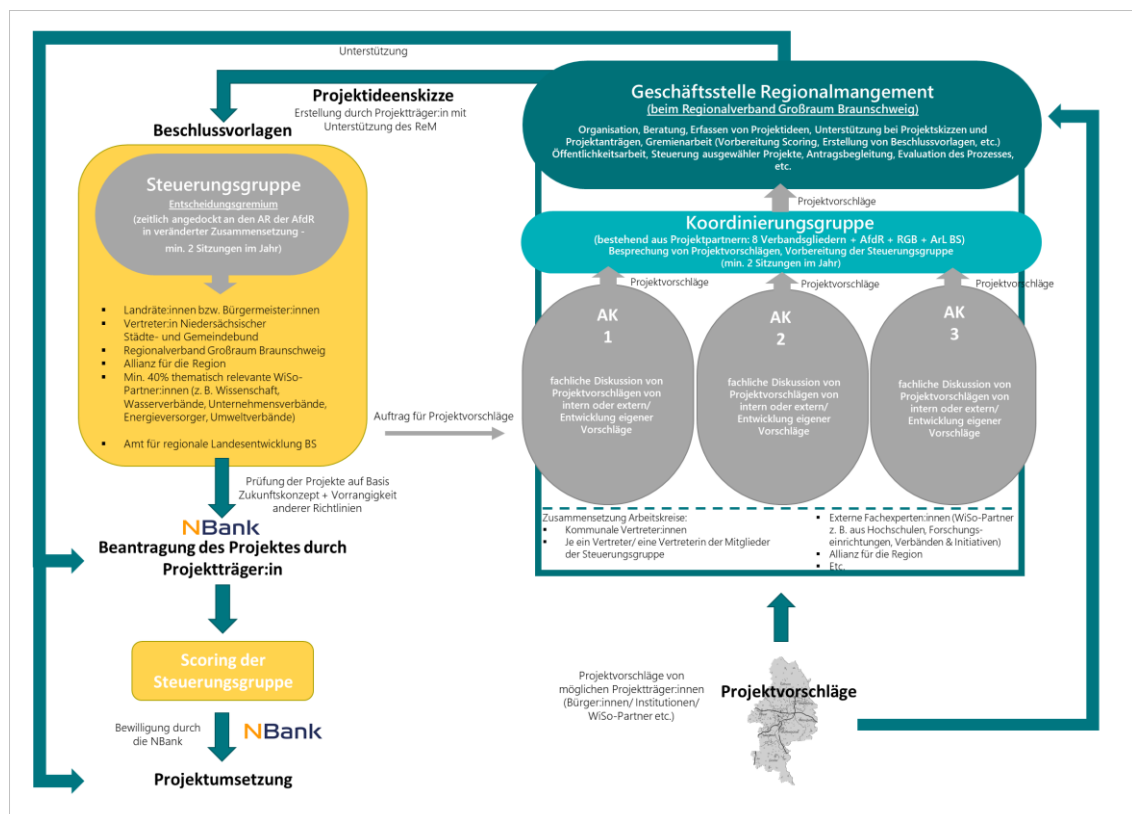 Unterstützung
Projektideenskizze
Erstellung durch Projektträger:in mit
Unterstützung des ReM
Beschlussvorlagen
Steuerungsgruppe
Entscheidungsgremium
(zeitlich angedockt an den AR der AfdR
in veränderter Zusammensetzung -
min. 2 Sitzungen im Jahr)
▪ Landräte:innen bzw. Bürgermeister:innen
▪ Vertreter:in Niedersächsischer
Städte- und Gemeindebund
▪ Regionalverband Großraum Braunschweig
▪ Allianz für die Region
▪ Min. 40% thematisch relevante WiSo-
Partner:innen (z. B. Wissenschaft,
Wasserverbände, Unternehmensverbände,
Energieversorger, Umweltverbände)
▪ Amt für regionale Landesentwicklung BS
Auftrag für Projektvorschläge
Prüfung der Projekte auf Basis
Zukunftskonzept + Vorrangigkeit
anderer Richtlinien
NBank
Beantragung des Projektes durch
Projektträger:in
Scoring der
Steuerungsgruppe
Bewilligung durch
die NBank
NBank
Projektumsetzung
Geschäftsstelle Regionalmangement
(beim Regionalverband Großraum Braunschweig)
Organisation, Beratung, Erfassen von Projektideen, Unterstützung bei Projektskizzen und
Projektanträgen, Gremienarbeit (Vorbereitung Scoring, Erstellung von Beschlussvorlagen, etc.)
Öffentlichkeitsarbeit, Steuerung ausgewähler Projekte, Antragsbegleitung, Evaluation des Prozesses,
etc.
Projektvorschläge
Koordinierungsgruppe
(bestehend aus Projektpartnern: 8 Verbandsgliedern + AfdR + RGB + ArL BS)
Besprechung von Projektvorschlägen, Vorbereitung der Steuerungsgruppe
(min. 2 Sitzungen im Jahr)
Projektvorschläge
Projektvorschläge
Projektvorschläge
AK
1
fachliche Diskussion von
Projektvorschlägen von
intern oder extern/
Entwicklung eigener
Vorschläge
AK
2
fachliche Diskussion von
Projektvorschlägen von
intern oder extern/
Entwicklung eigener
Vorschläge
AK
3
fachliche Diskussion von
Projektvorschlägen von
intern oder extern/
Entwicklung eigener
Vorschläge
Zusammensetzung Arbeitskreise:
▪ Kommunale Vertreter:innen
▪ Je ein Vertreter/ eine Vertreterin der Mitglieder
der Steuerungsgruppe
▪ Externe Fachexperten:innen (WiSo-Partner
z. B. aus Hochschulen, Forschungs-
einrichtungen, Verbänden & Initiativen)
▪ Allianz für die Region
▪ Etc.
Projektvorschläge von
möglichen Projektträger:innen
(Bürger:innen/ Institutionen/
WiSo-Partner etc.)
Projektvorschläge